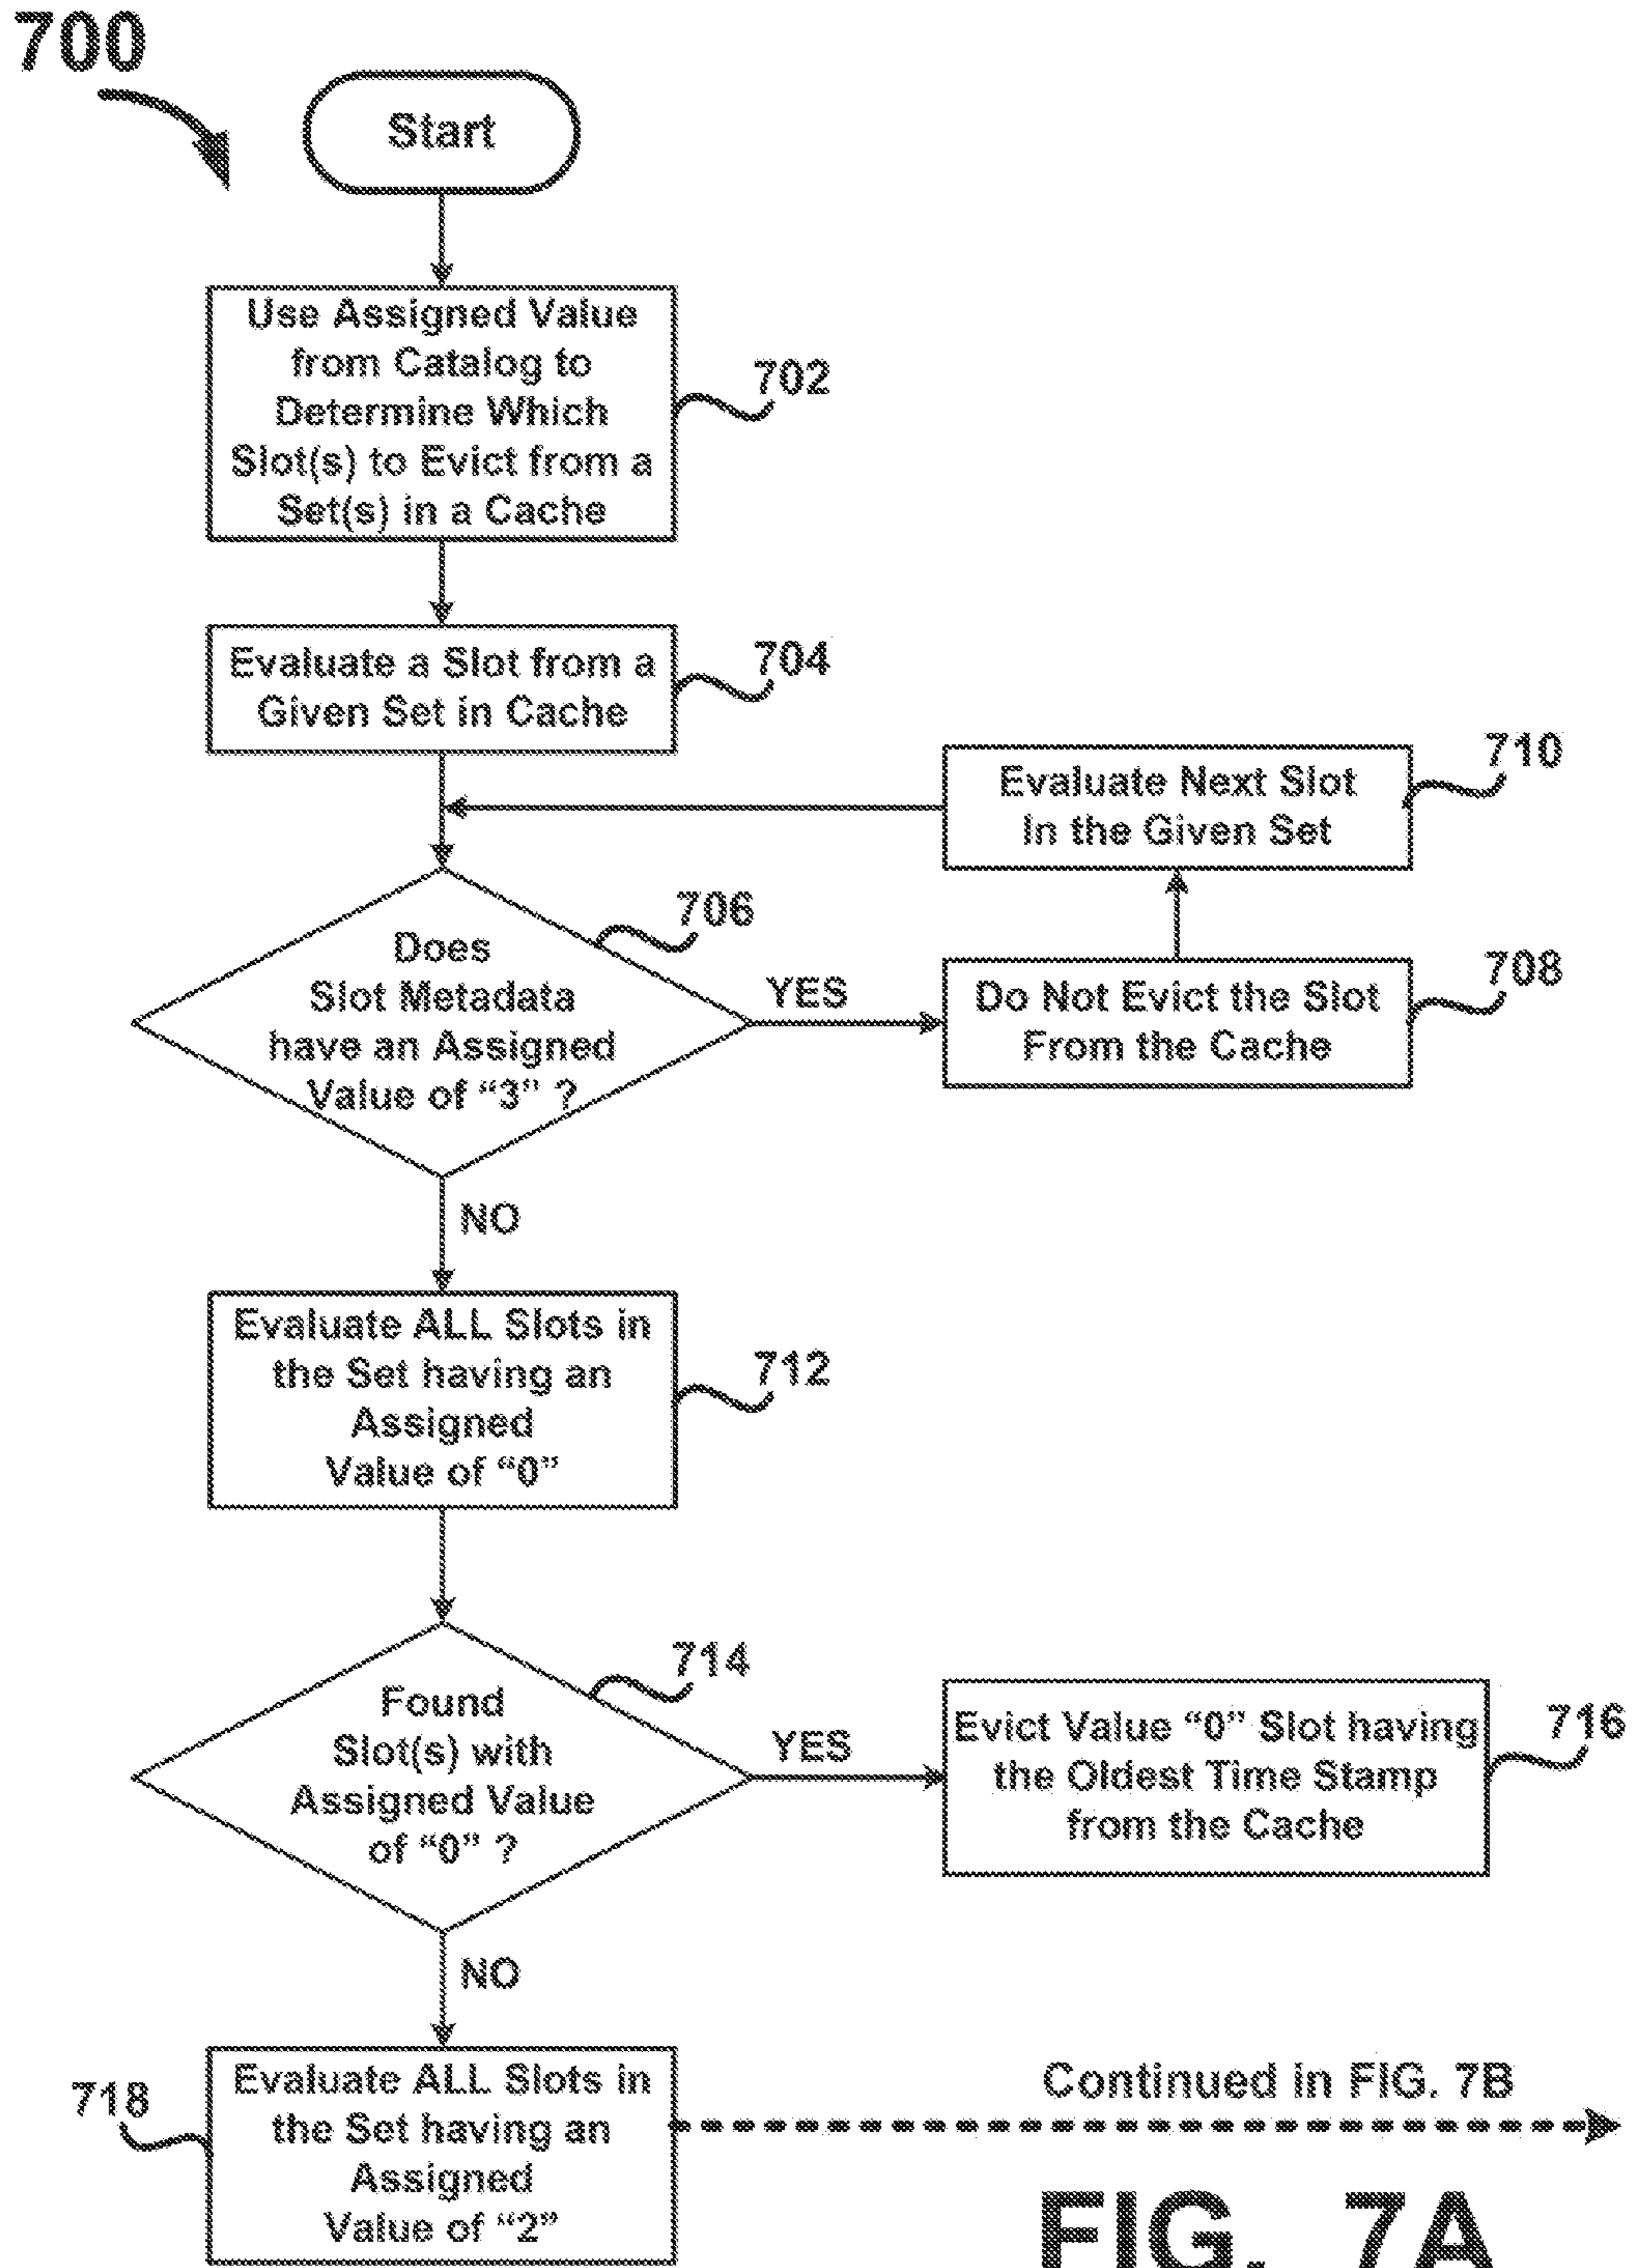 700
Start
Use Assigned Value
from Catalog to
Determine Which
Slot(s) to Evict from a
Set(s) in a Cache
702
Evaluate a Slot from a
Given Set in Cache
704
Evaluate Next Slot
In the Given Set
710
Does
Slot Metadata
have an Assigned
Value of “3” ?
706
YES
Do Not Evict the Slot
From the Cache
708
NO
Evaluate ALL Slots in
the Set having an
Assigned
Value of “0”
712
Found
Slot(s) with
Assigned Value
of “0” ?
714
YES
Evict Value “0” Slot having
the Oldest Time Stamp
from the Cache
716
NO
718
Evaluate ALL Slots in
the Set having an
Assigned
Value of “2”
Continued in FIG. 7B
FIG. 7A